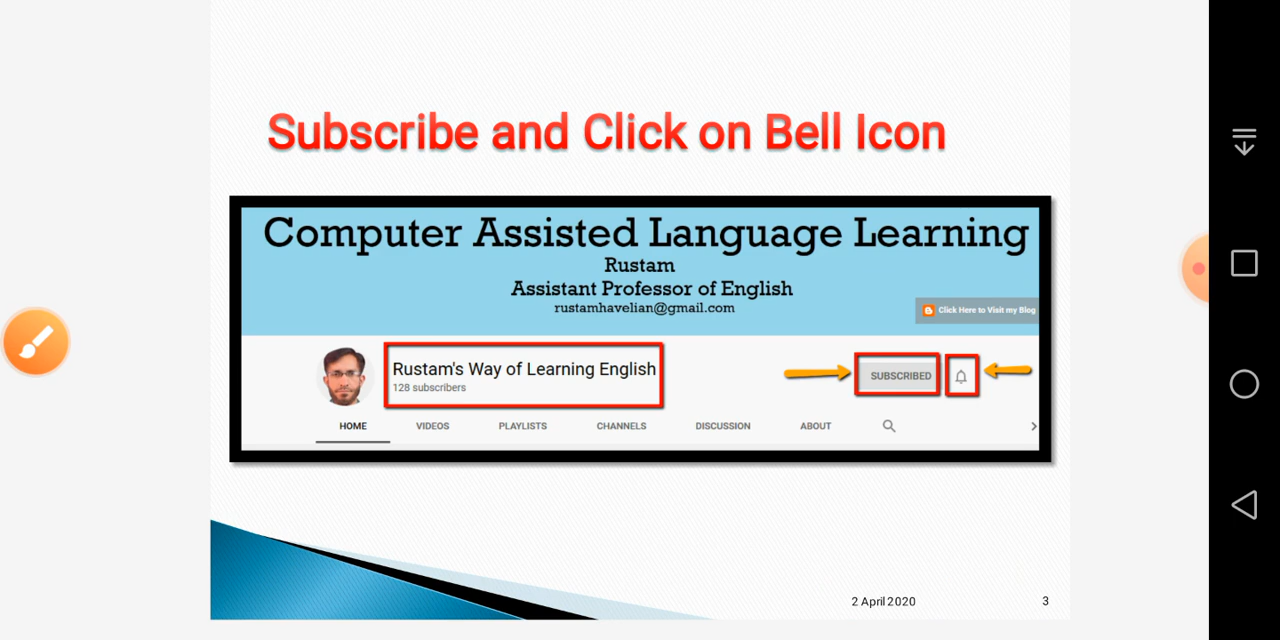 Subscribe and Click on Bell Icon
Computer Assisted Language Learning
Rustam
Assistant Professor of English
rustamhavelian@gmail.com
Click Here to Visit my Blog
Rustam's Way of Learning English
128 subscribers
SUBSCRIBED
HOME VIDEOS PLAYLISTS CHANNELS DISCUSSION ABOUT
2 April 2020 3